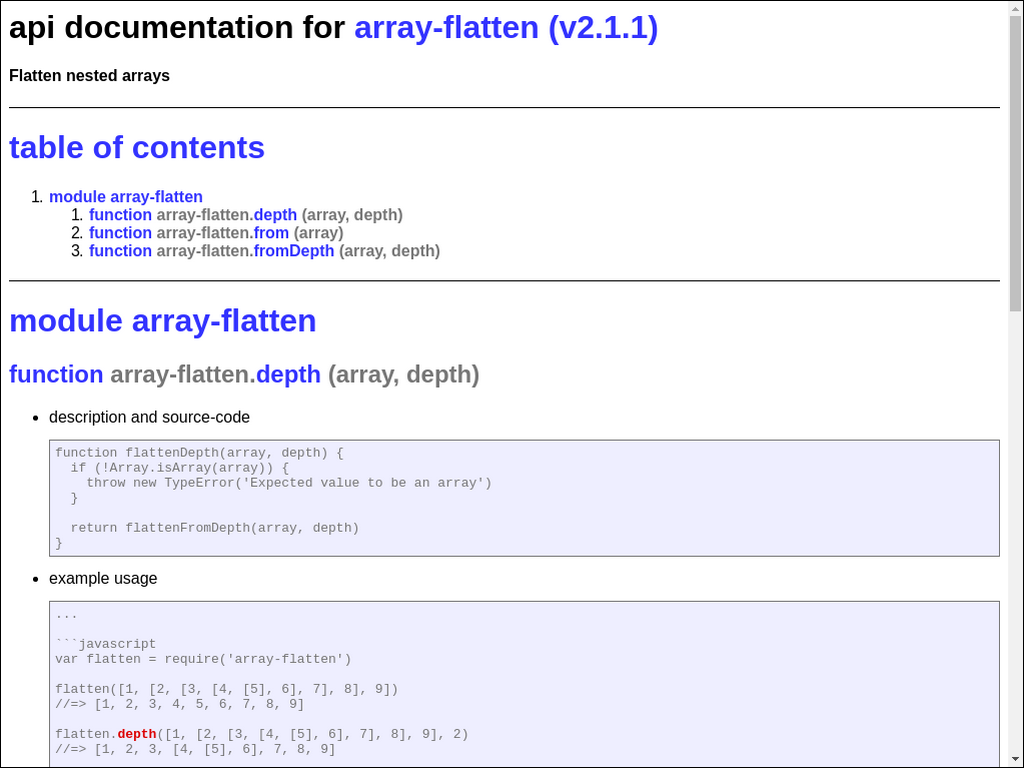 api documentation for array-flatten (v2.1.1)
Flatten nested arrays
table of contents
1. module array-flatten
1. function array-flatten.depth (array, depth)
2. function array-flatten.from (array)
3. function array-flatten.fromDepth (array, depth)
module array-flatten
function array-flatten.depth (array, depth)
• description and source-code
function flattenDepth(array, depth) {
  if (!Array.isArray(array)) {
    throw new TypeError('Expected value to be an array')
  }

  return flattenFromDepth(array, depth)
}
• example usage
...

```javascript
var flatten = require('array-flatten')

flatten([1, [2, [3, [4, [5], 6], 7], 8], 9])
//=> [1, 2, 3, 4, 5, 6, 7, 8, 9]

flatten.depth([1, [2, [3, [4, [5], 6], 7], 8], 9], 2)
//=> [1, 2, 3, [4, [5], 6], 7, 8, 9]